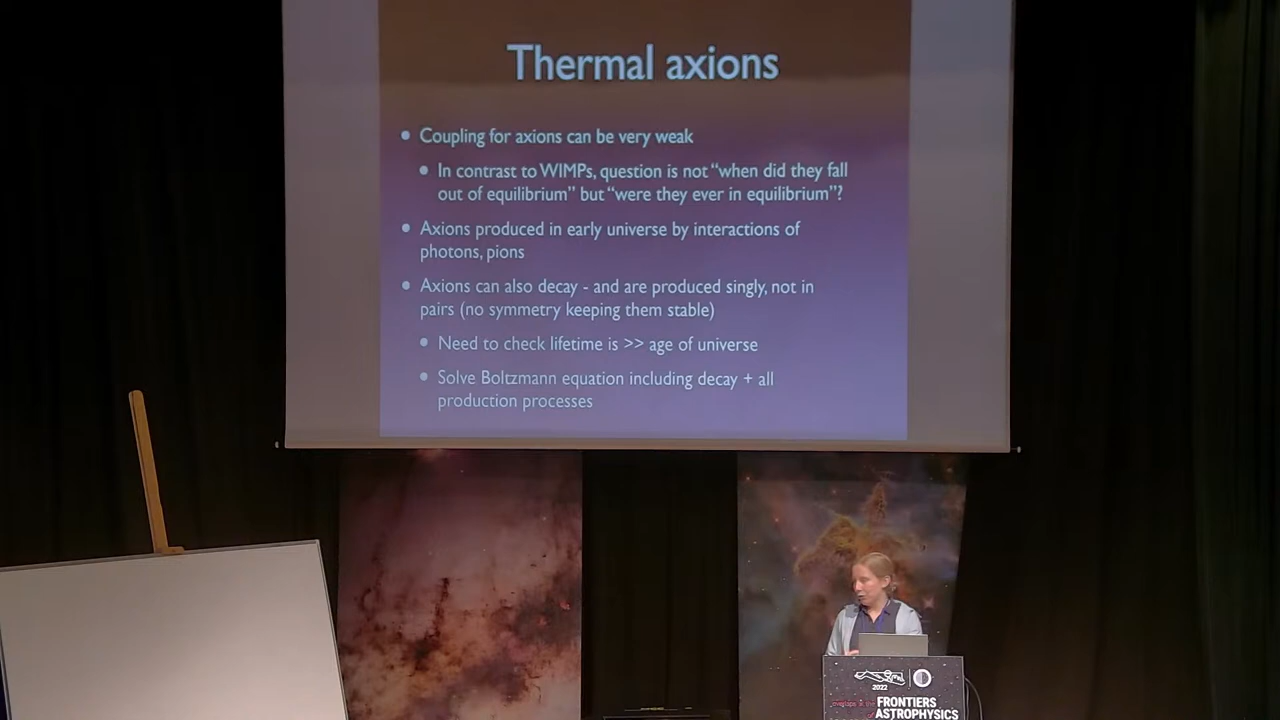 Thermal axions
• Coupling for axions can be very weak
• In contrast to WIMPs, question is not “when did they fall
out of equilibrium” but “were they ever in equilibrium”?
• Axions produced in early universe by interactions of
photons, pions
• Axions can also decay - and are produced singly, not in
pairs (no symmetry keeping them stable)
• Need to check lifetime is >> age of universe
• Solve Boltzmann equation including decay + all
production processes
2022
FRONTIERS
ASTROPHYSICS